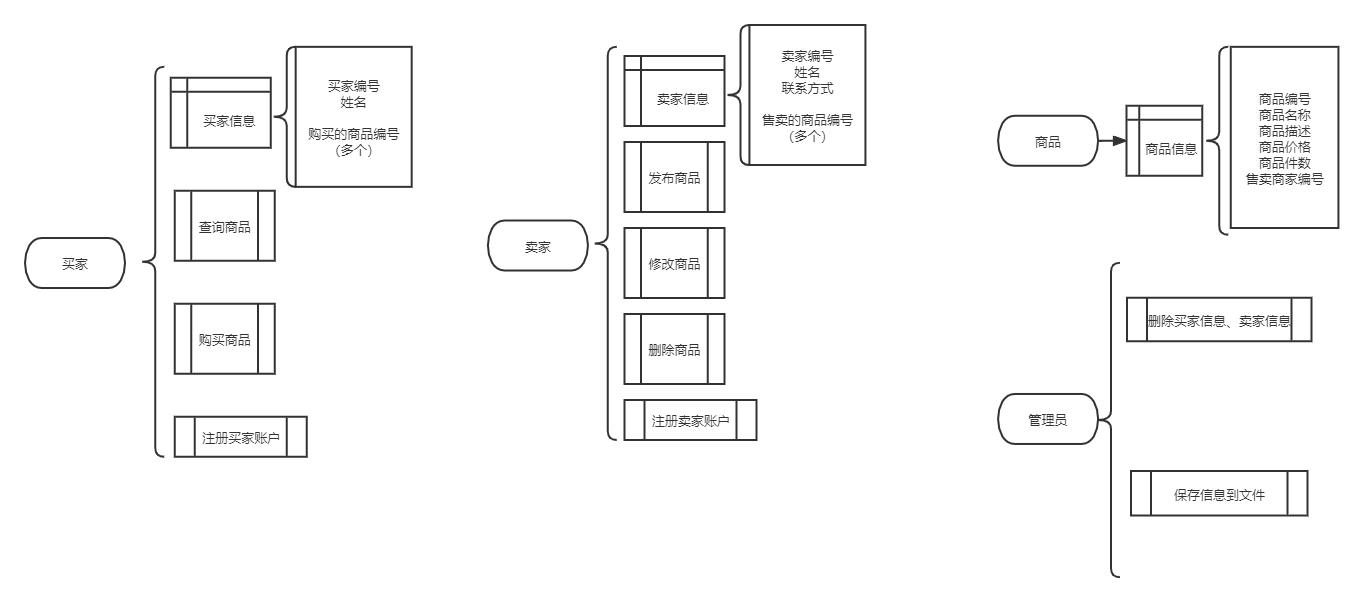 买家
买家信息
买家编号
姓名
购买的商品编号
（多个）
查询商品
购买商品
注册买家账户
卖家
卖家信息
卖家编号
姓名
联系方式
售卖的商品编号
（多个）
发布商品
修改商品
删除商品
注册卖家账户
商品
商品信息
商品编号
商品名称
商品描述
商品价格
商品件数
售卖商家编号
管理员
删除买家信息、卖家信息
保存信息到文件